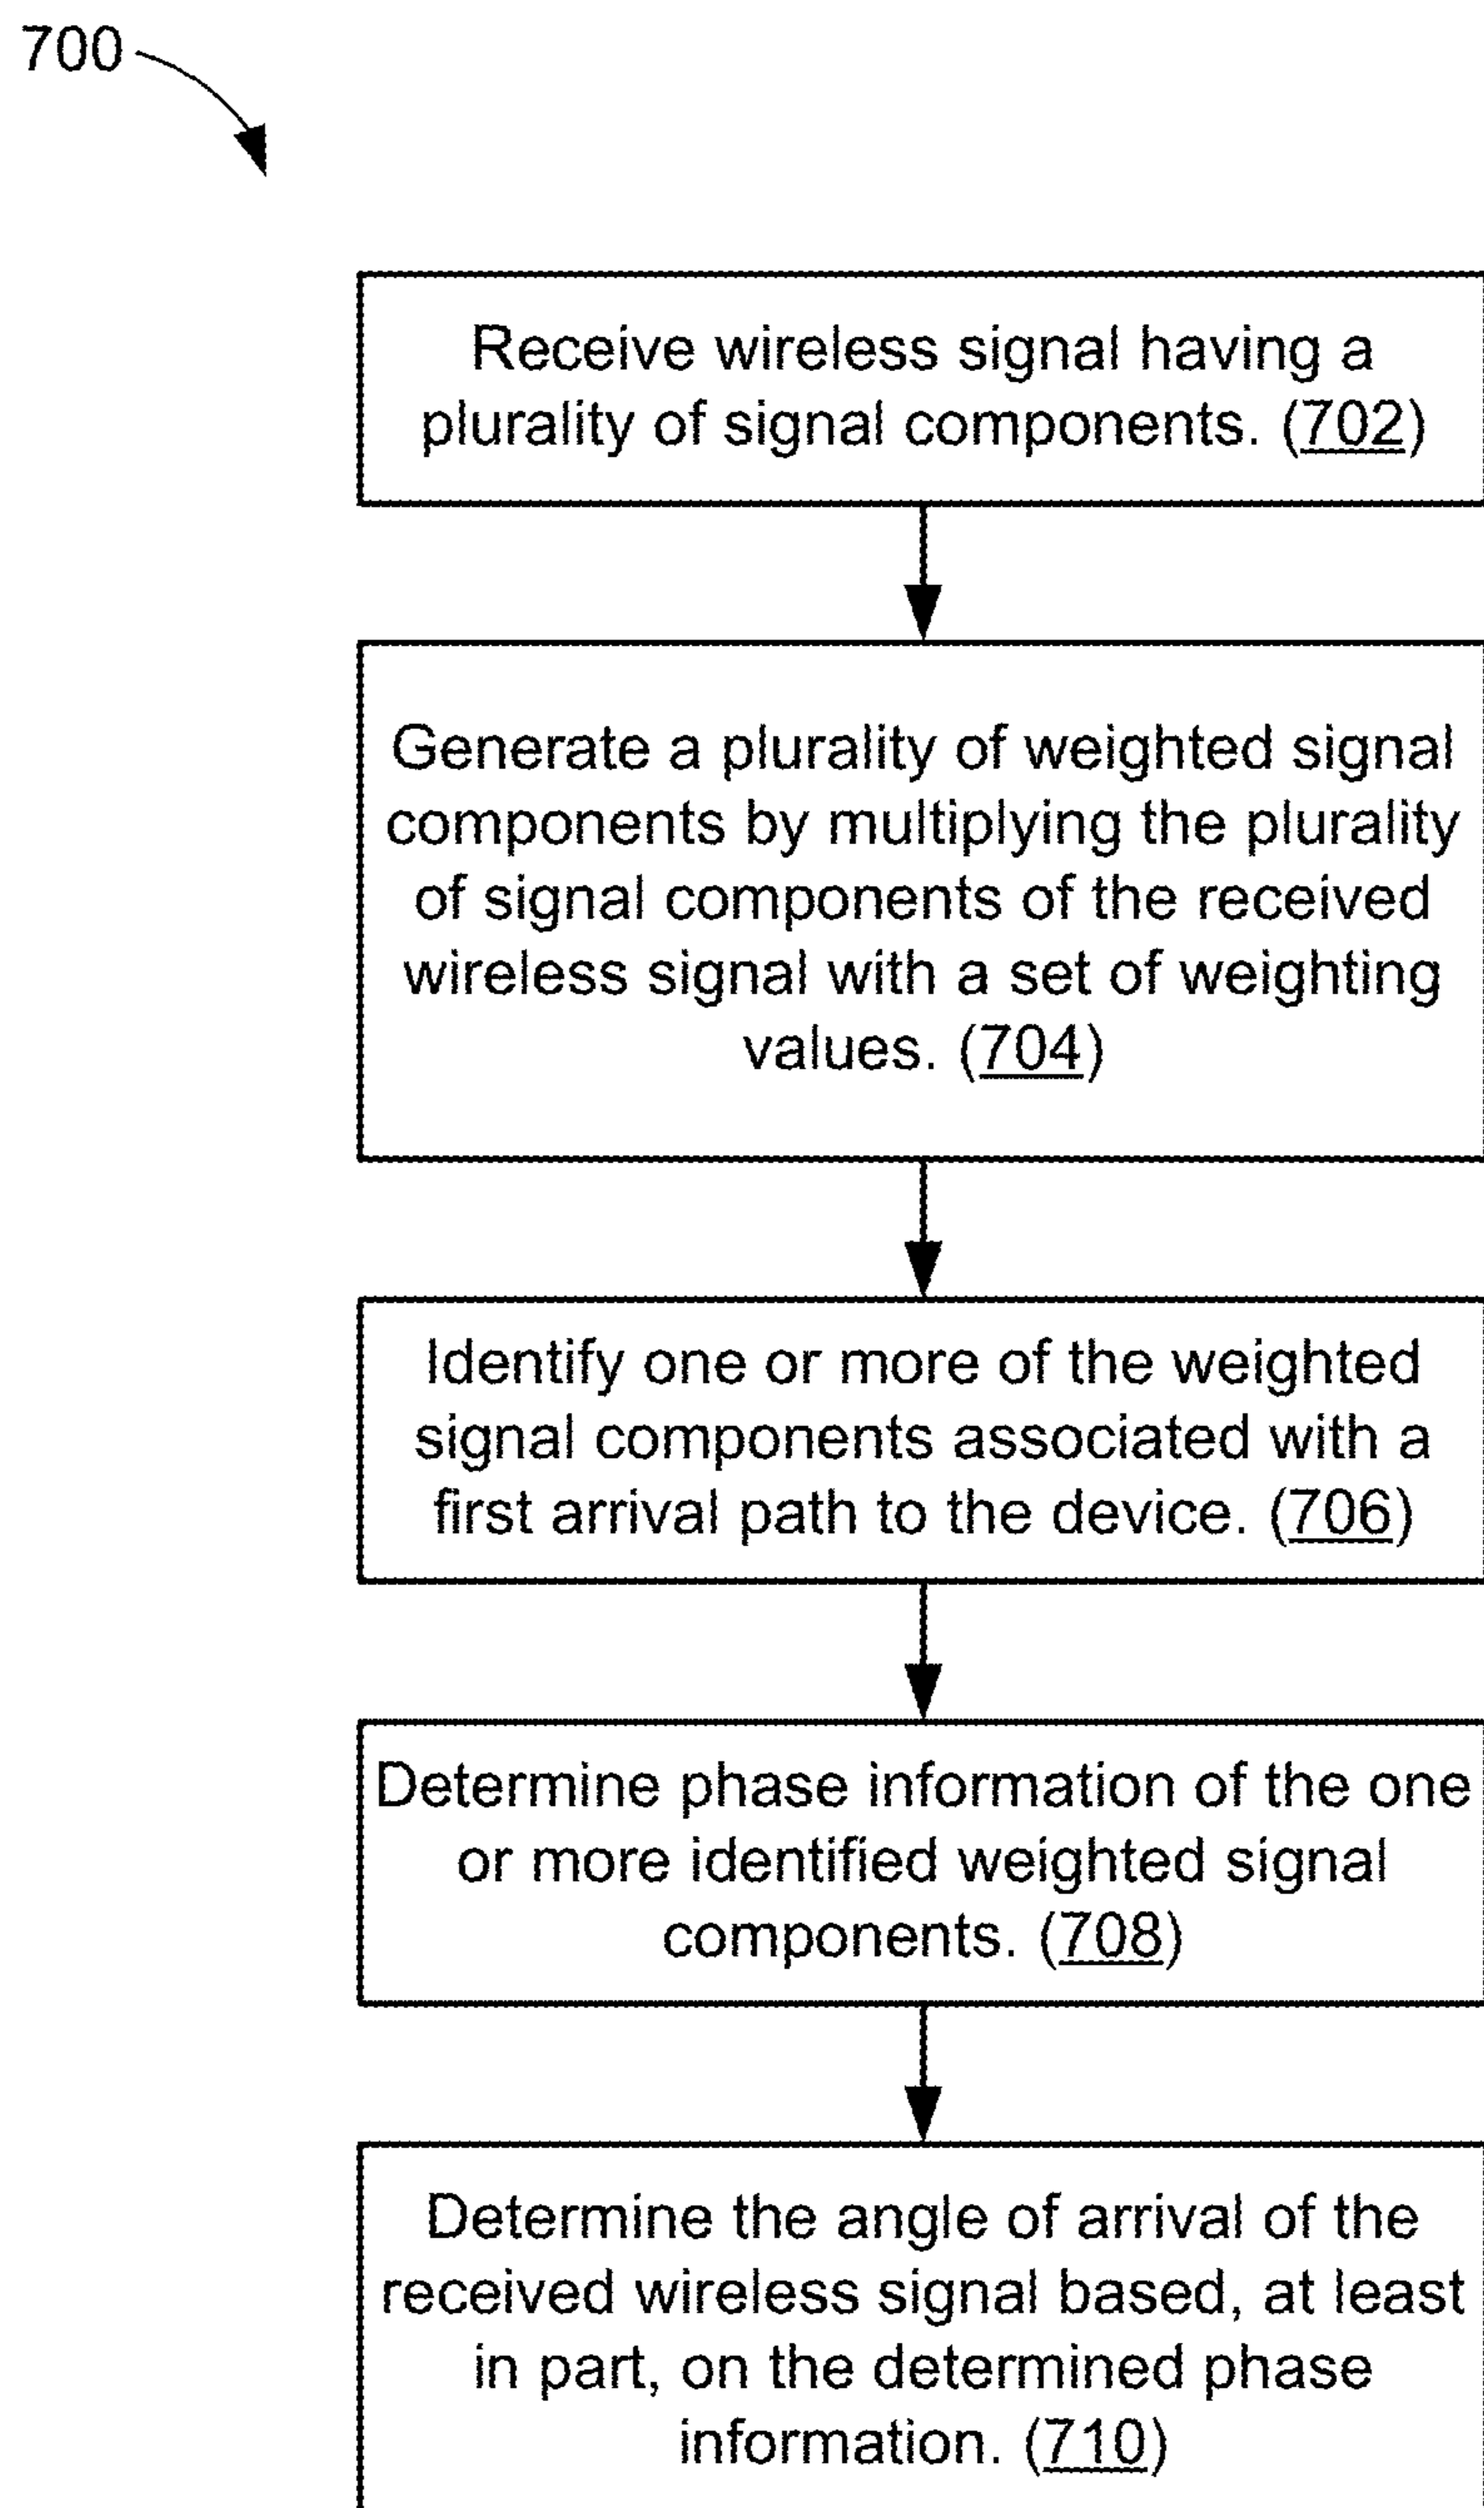 700
Receive wireless signal having a
plurality of signal components. (702)
Generate a plurality of weighted signal
components by multiplying the plurality
of signal components of the received
wireless signal with a set of weighting
values. (704)
Identify one or more of the weighted
signal components associated with a
first arrival path to the device. (706)
Determine phase information of the one
or more identified weighted signal
components. (708)
Determine the angle of arrival of the
received wireless signal based, at least
in part, on the determined phase
information. (710)